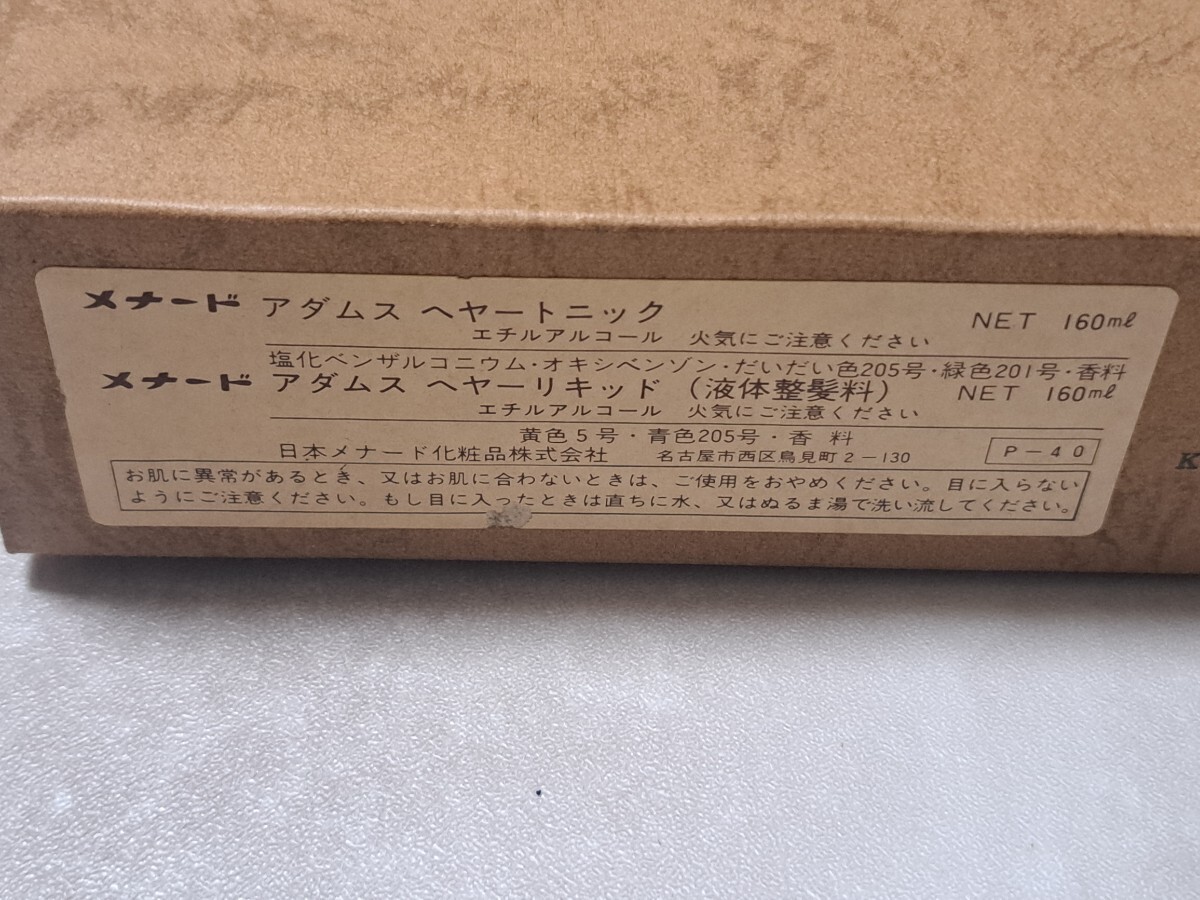 メナード アダムス ヘヤートニック NET 160ml
エチルアルコール 火気にご注意ください
塩化ベンザルコニウム・オキシベンゾン・だいだい色205号・緑色201号・香料
メナード アダムス ヘヤーリキッド (液体整髪料) NET 160ml
エチルアルコール 火気にご注意ください
黄色5号・青色205号・香料
日本メナード化粧品株式会社 名古屋市西区鳥見町2-130 P-40
お肌に異常があるとき、又はお肌に合わないときは、ご使用をおやめください。目に入らない
ようにご注意ください。もし目に入ったときは直ちに水、又はぬるま湯で洗い流してください。
K